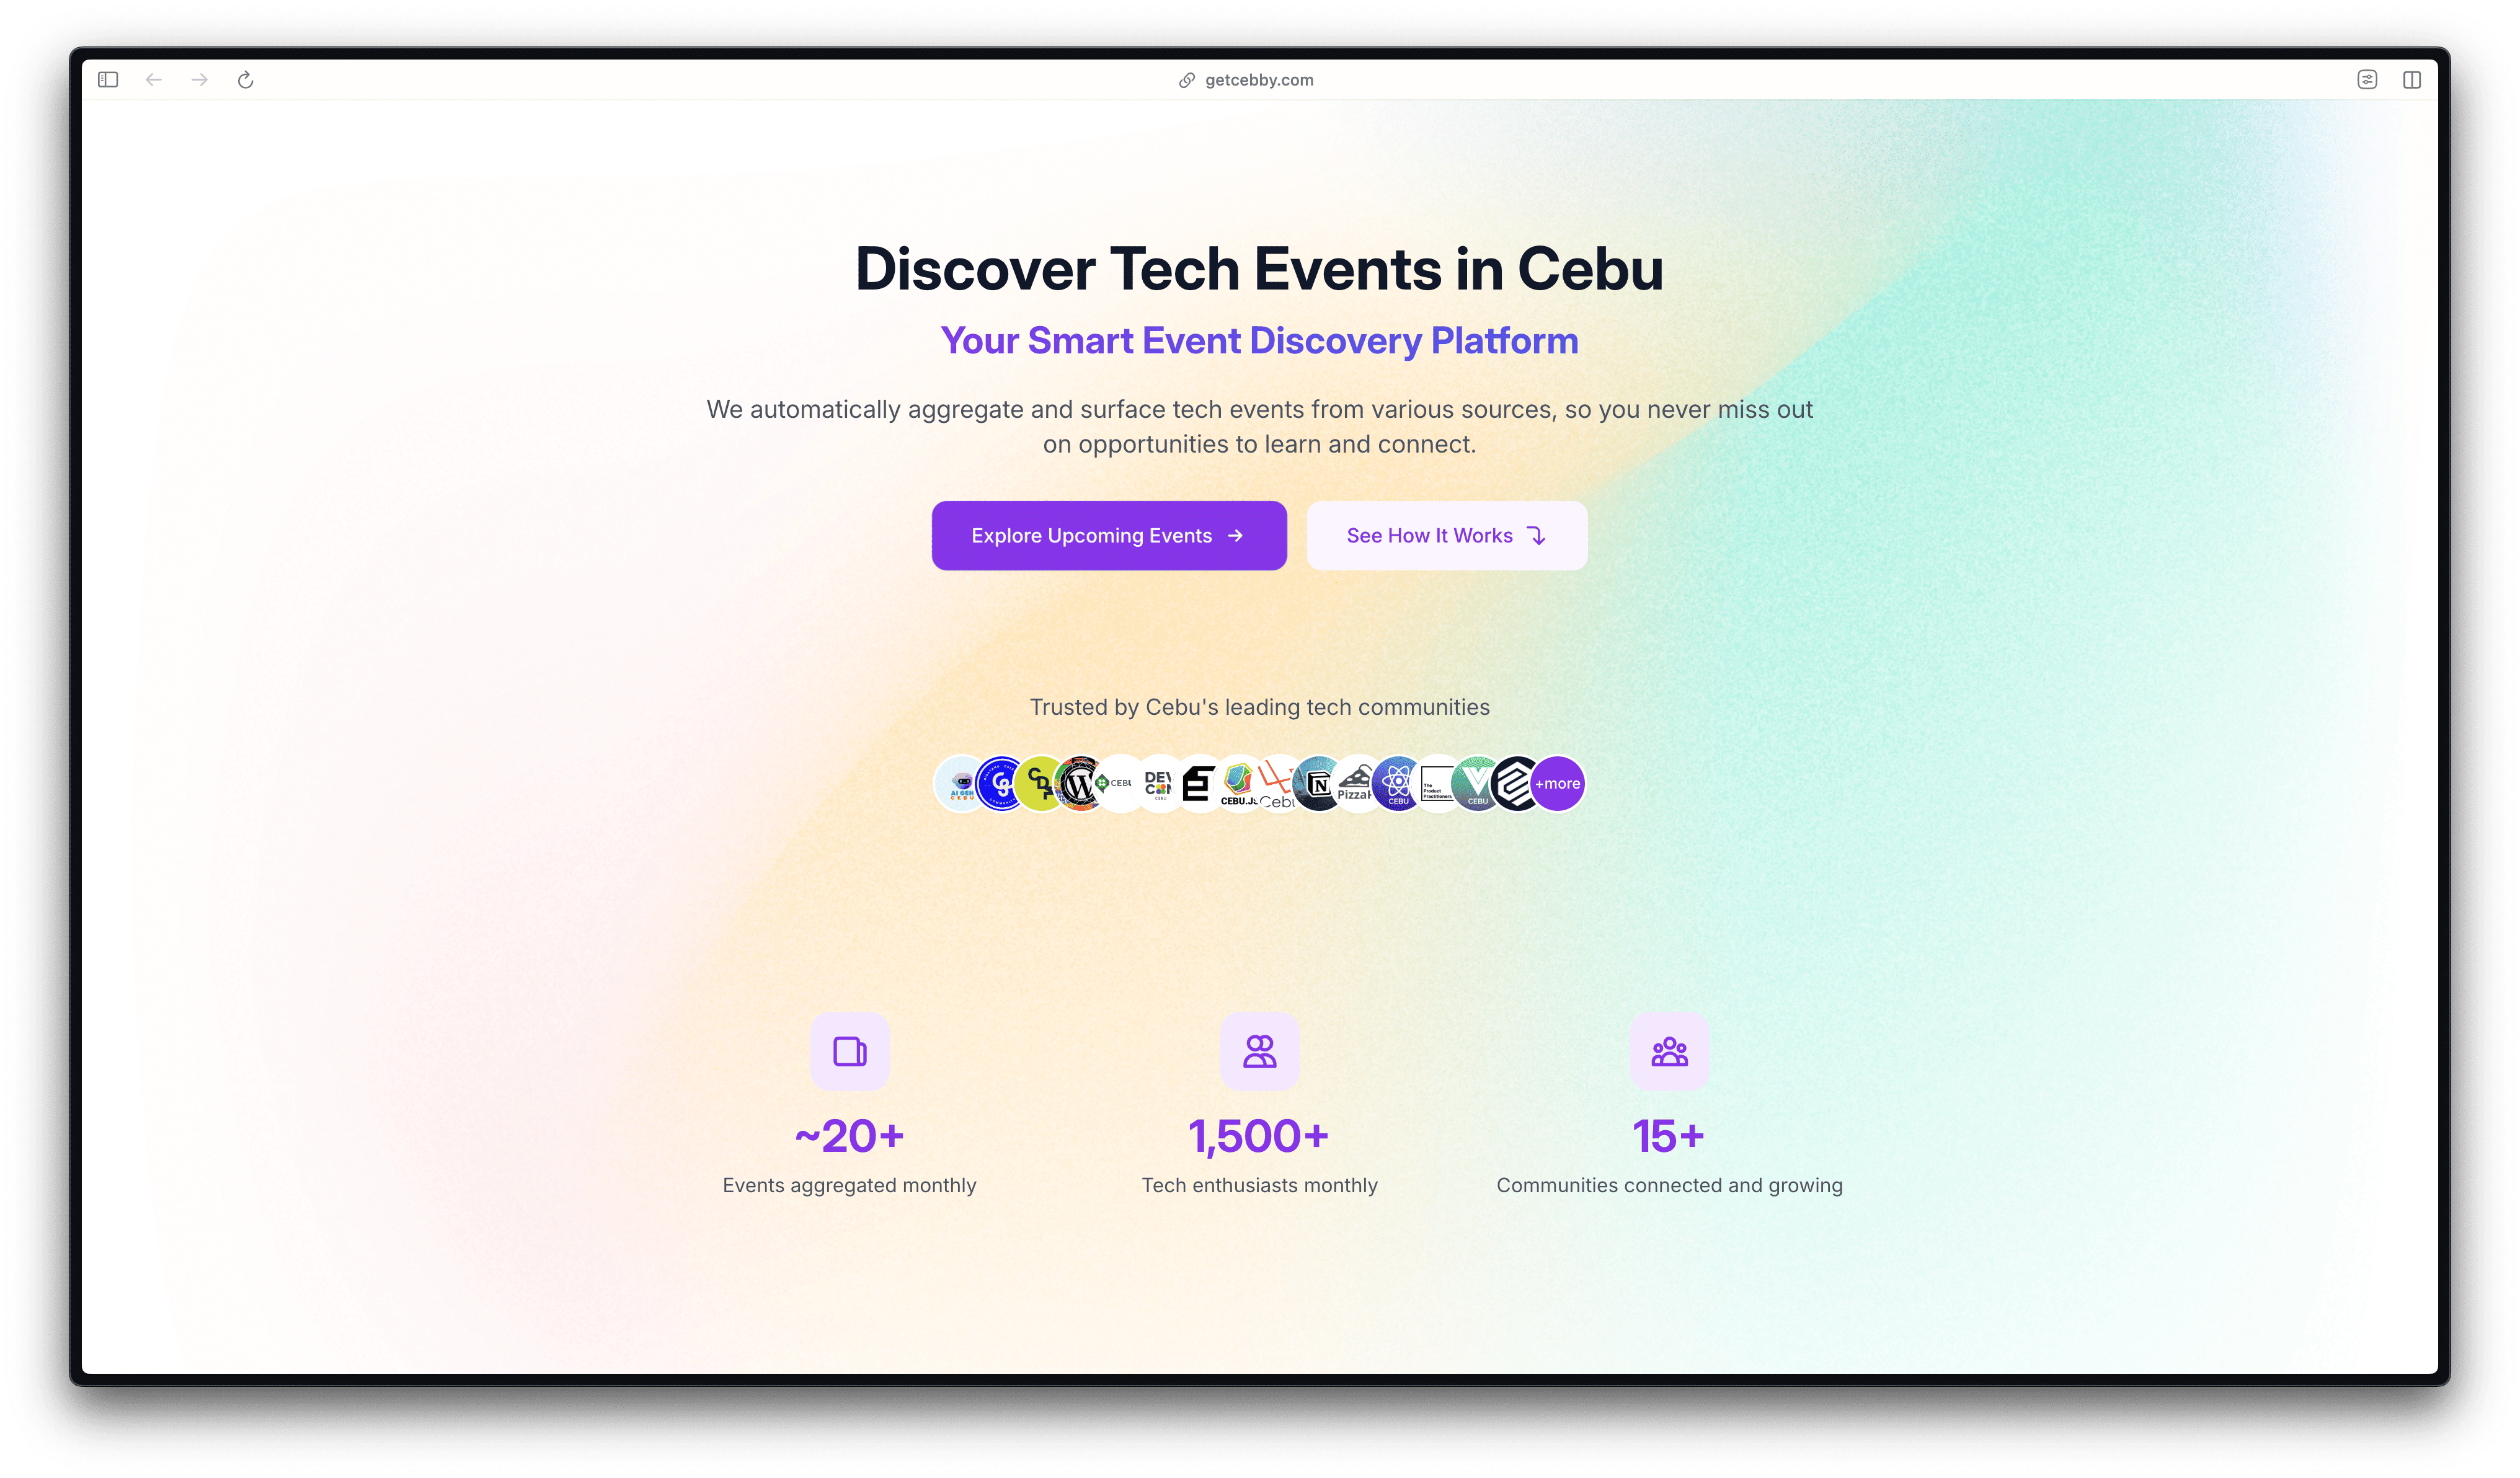 getcebby.com
Discover Tech Events in Cebu
Your Smart Event Discovery Platform
We automatically aggregate and surface tech events from various sources, so you never miss out
on opportunities to learn and connect.
Explore Upcoming Events
See How It Works
Trusted by Cebu's leading tech communities
AI GEN
CEBU
DEV
CEBU
CEBU.JS
Cebu
CEBU
The
Product
Practitioners
CEBU
+more
~20+
1,500+
15+
Events aggregated monthly
Tech enthusiasts monthly
Communities connected and growing